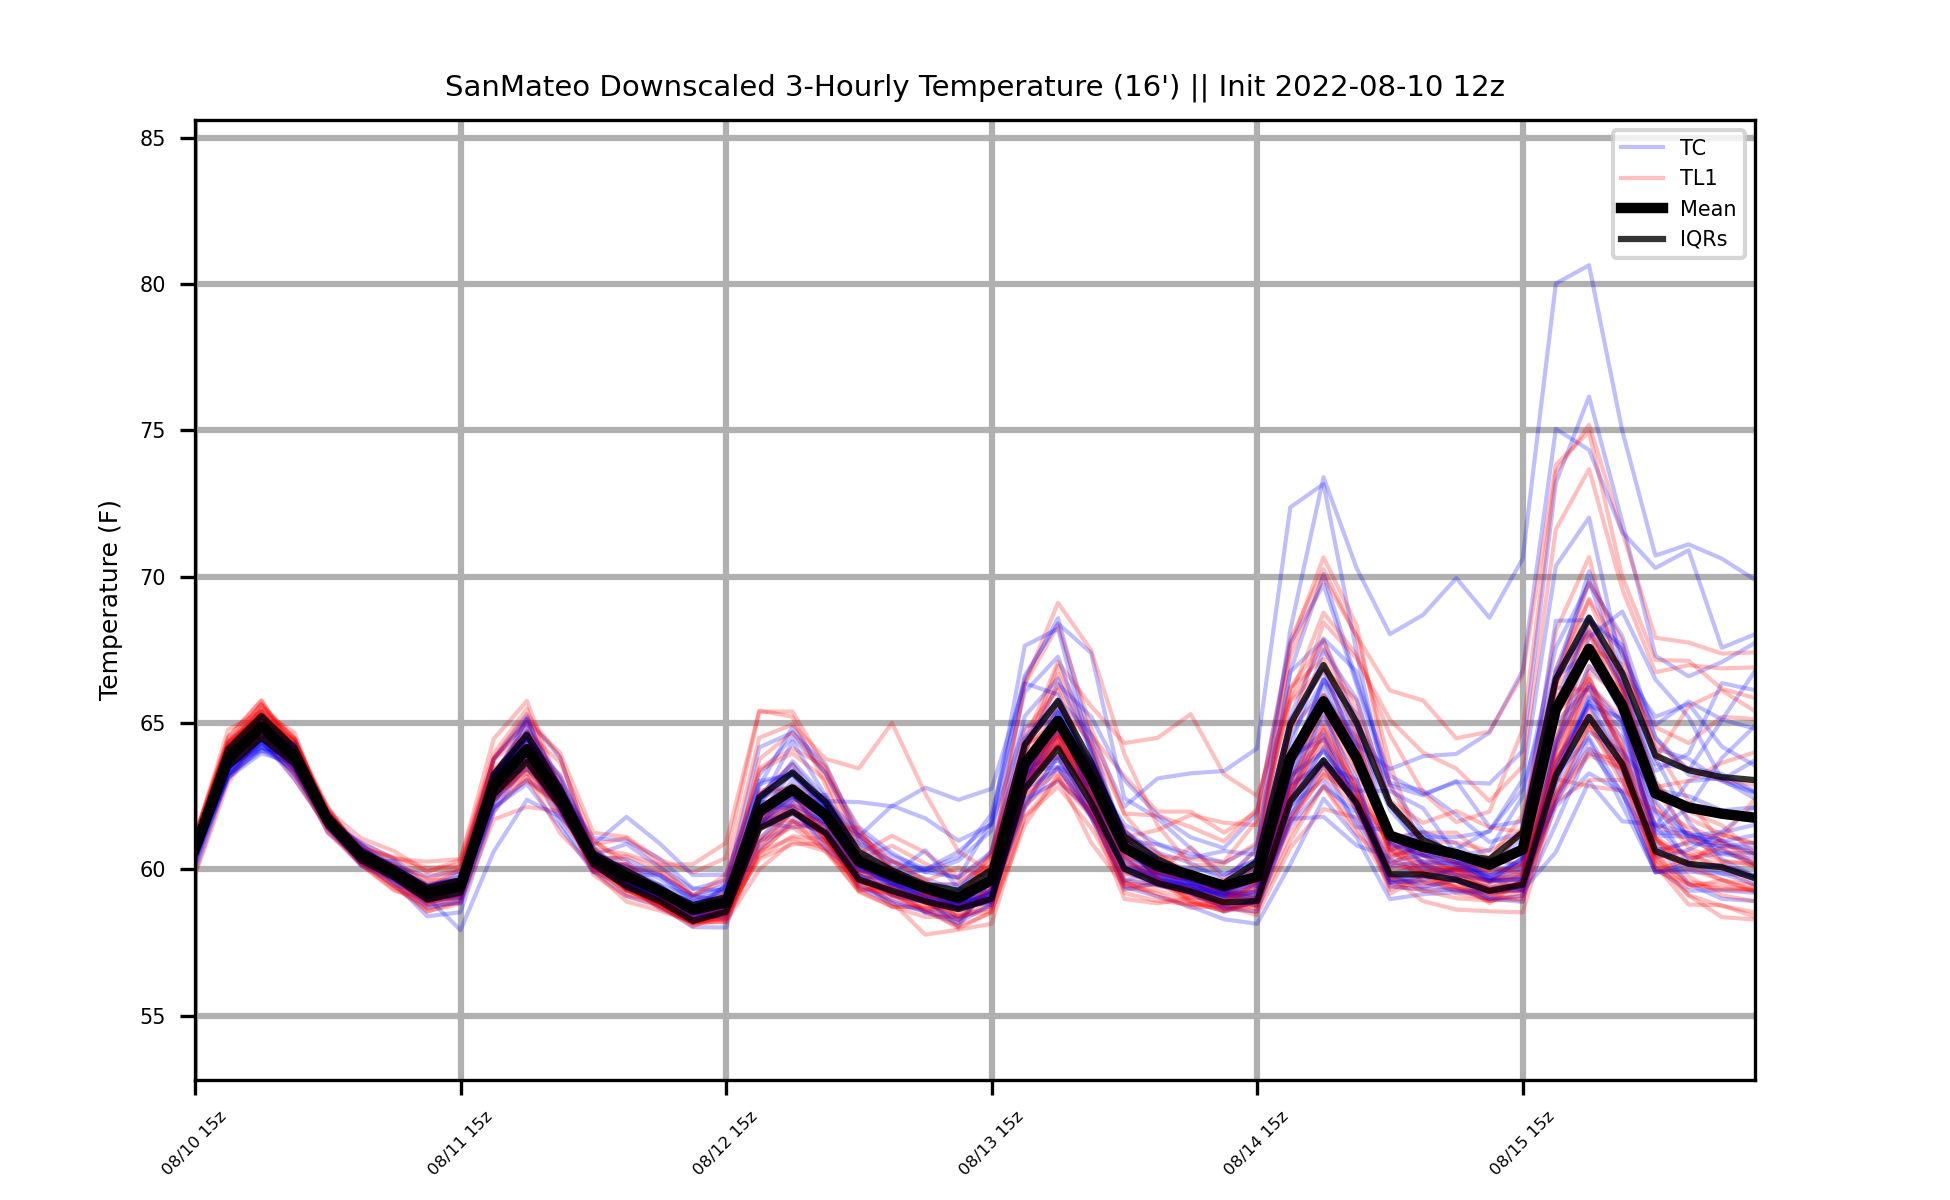 SanMateo Downscaled 3-Hourly Temperature (16') || Init 2022-08-10 12z
TC
TL1
Mean
IQRs
Temperature (F)
85
80
75
70
65
60
55
08/10 15z
08/11 15z
08/12 15z
08/13 15z
08/14 15z
08/15 15z